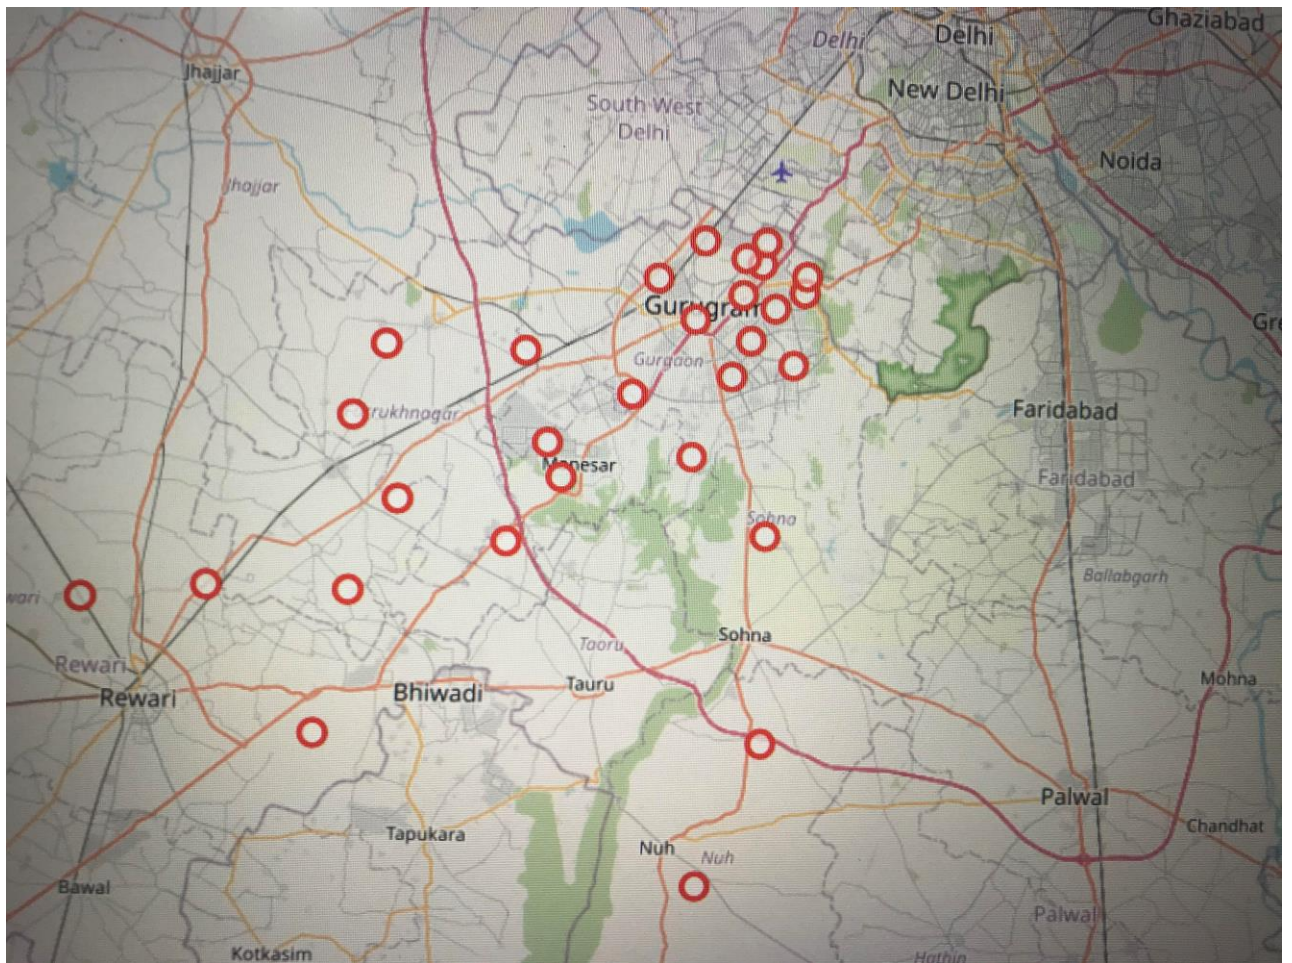 Ghaziabad
Delhi
Delhi
Jhajjar
New Delhi
South West
Delhi
Noida
Jhajjar
Gurugram
Gurgaon
Faridabad
Manesar
Faridabad
Sohna
Ballabgarh
Sohna
Taoru
Rewari
Mohna
Tauru
Bhiwadi
Rewari
Palwal
Chandhat
Tapukara
Nuh
Nuh
Bawal
Palwal
Kotkasim
Hathin